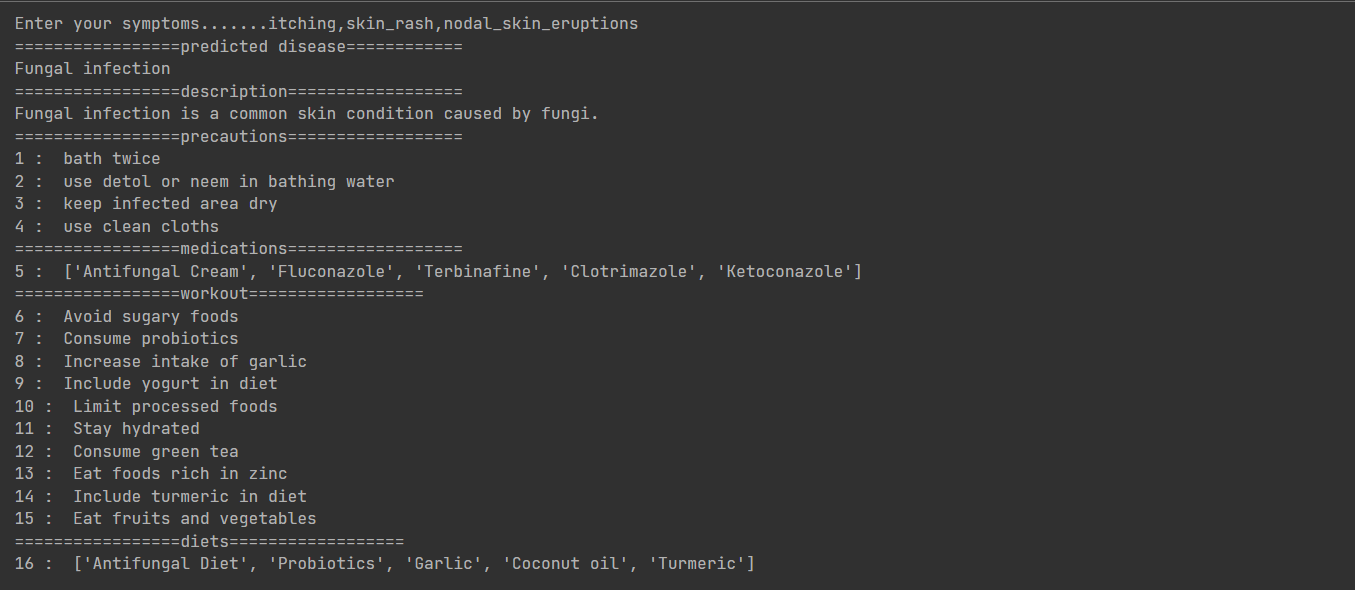 Enter your symptoms.......itching,skin_rash,nodal_skin_eruptions
=================predicted disease============
Fungal infection
=================description==================
Fungal infection is a common skin condition caused by fungi.
=================precautions==================
1 :  bath twice
2 :  use detol or neem in bathing water
3 :  keep infected area dry
4 :  use clean cloths
=================medications==================
5 :  ['Antifungal Cream', 'Fluconazole', 'Terbinafine', 'Clotrimazole', 'Ketoconazole']
=================workout==================
6 :  Avoid sugary foods
7 :  Consume probiotics
8 :  Increase intake of garlic
9 :  Include yogurt in diet
10 :  Limit processed foods
11 :  Stay hydrated
12 :  Consume green tea
13 :  Eat foods rich in zinc
14 :  Include turmeric in diet
15 :  Eat fruits and vegetables
=================diets==================
16 :  ['Antifungal Diet', 'Probiotics', 'Garlic', 'Coconut oil', 'Turmeric']